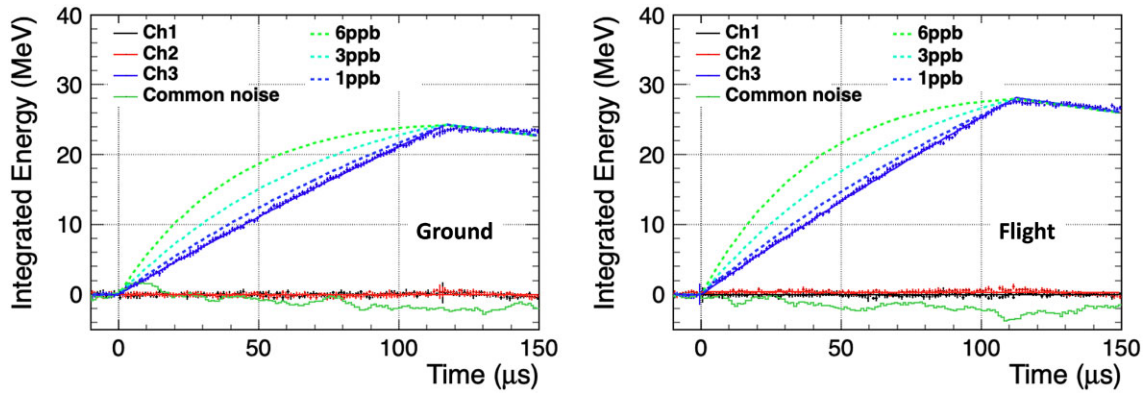 Integrated Energy (MeV)
40
30
20
10
0
Ch1
Ch2
Ch3
Common noise
6ppb
3ppb
1ppb
Ground
0
50
100
150
Time (μs)
Integrated Energy (MeV)
40
30
20
10
0
Ch1
Ch2
Ch3
Common noise
6ppb
3ppb
1ppb
Flight
0
50
100
150
Time (μs)